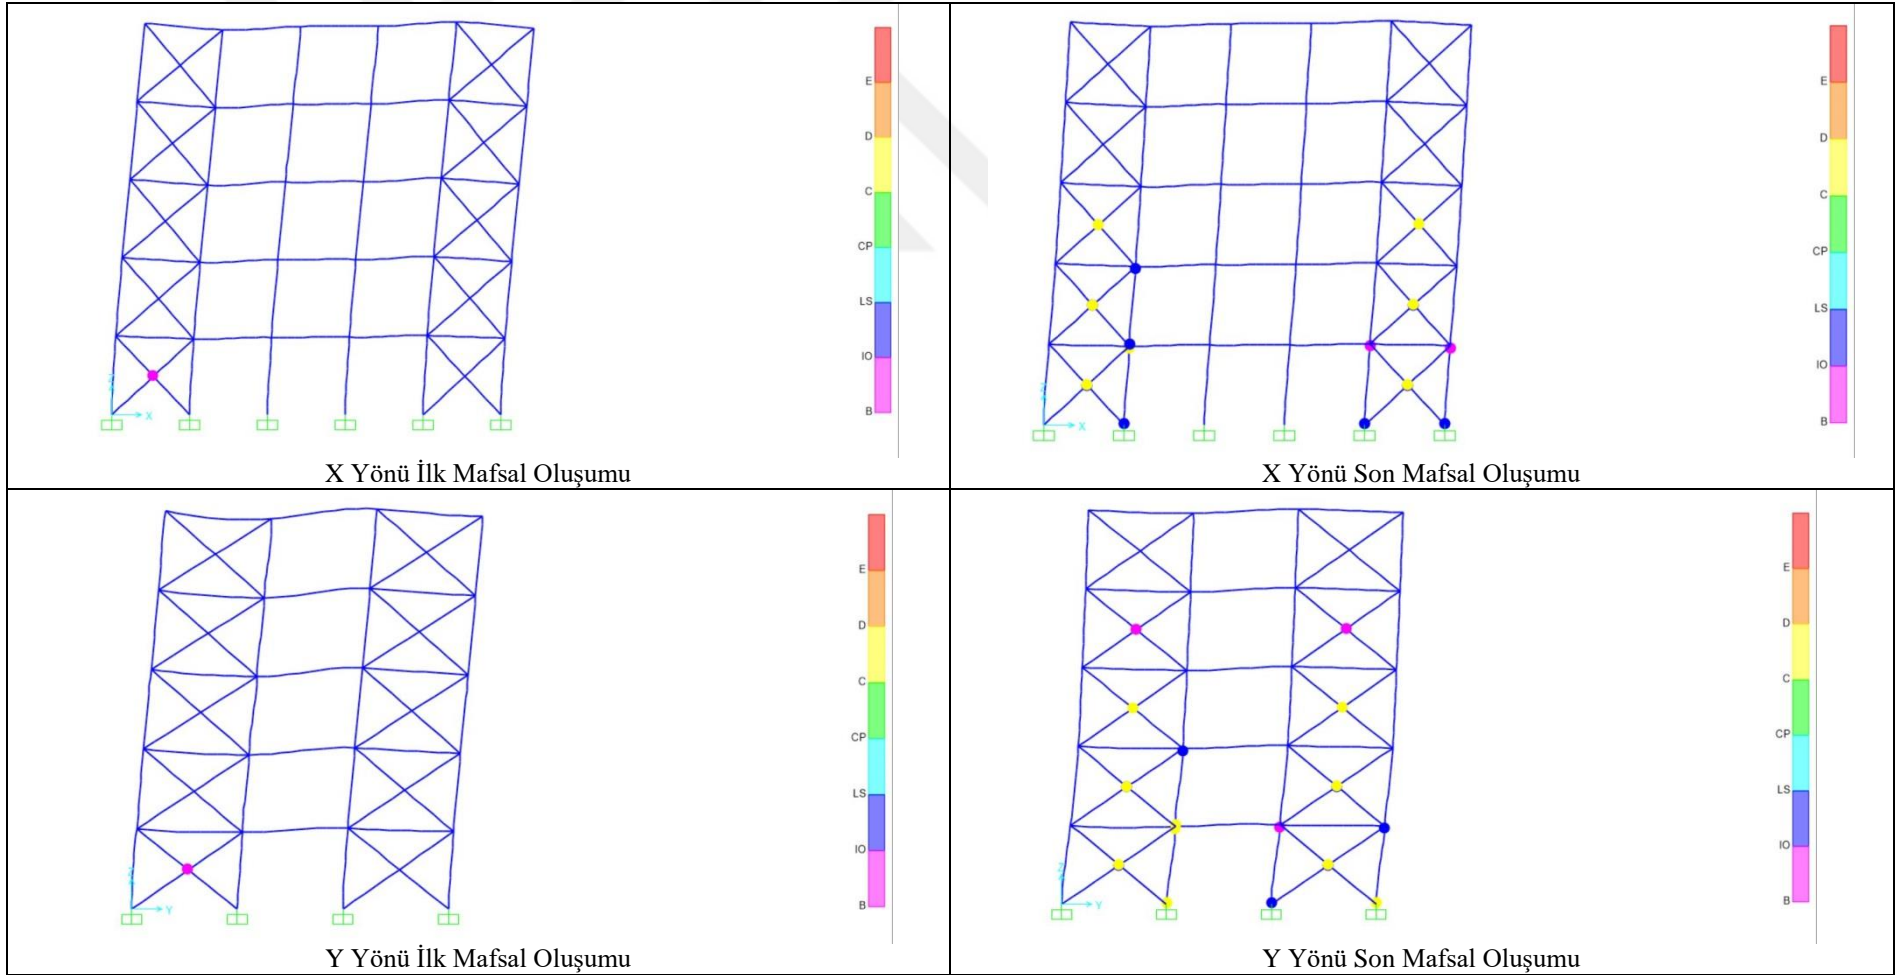 E
D
C
CP
LS
IO
B
Z
X
X Yönü İlk Mafsal Oluşumu
E
D
C
CP
LS
IO
B
Z
X
X Yönü Son Mafsal Oluşumu
E
D
C
CP
LS
IO
B
Z
Y
Y Yönü İlk Mafsal Oluşumu
E
D
C
CP
LS
IO
B
Z
Y
Y Yönü Son Mafsal Oluşumu